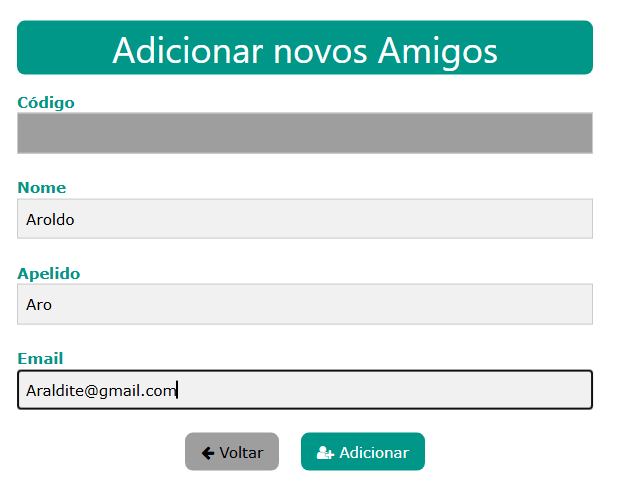 Adicionar novos Amigos
Código
Nome
Aroldo
Apelido
Aro
Email
Araldite@gmail.com
Voltar
Adicionar